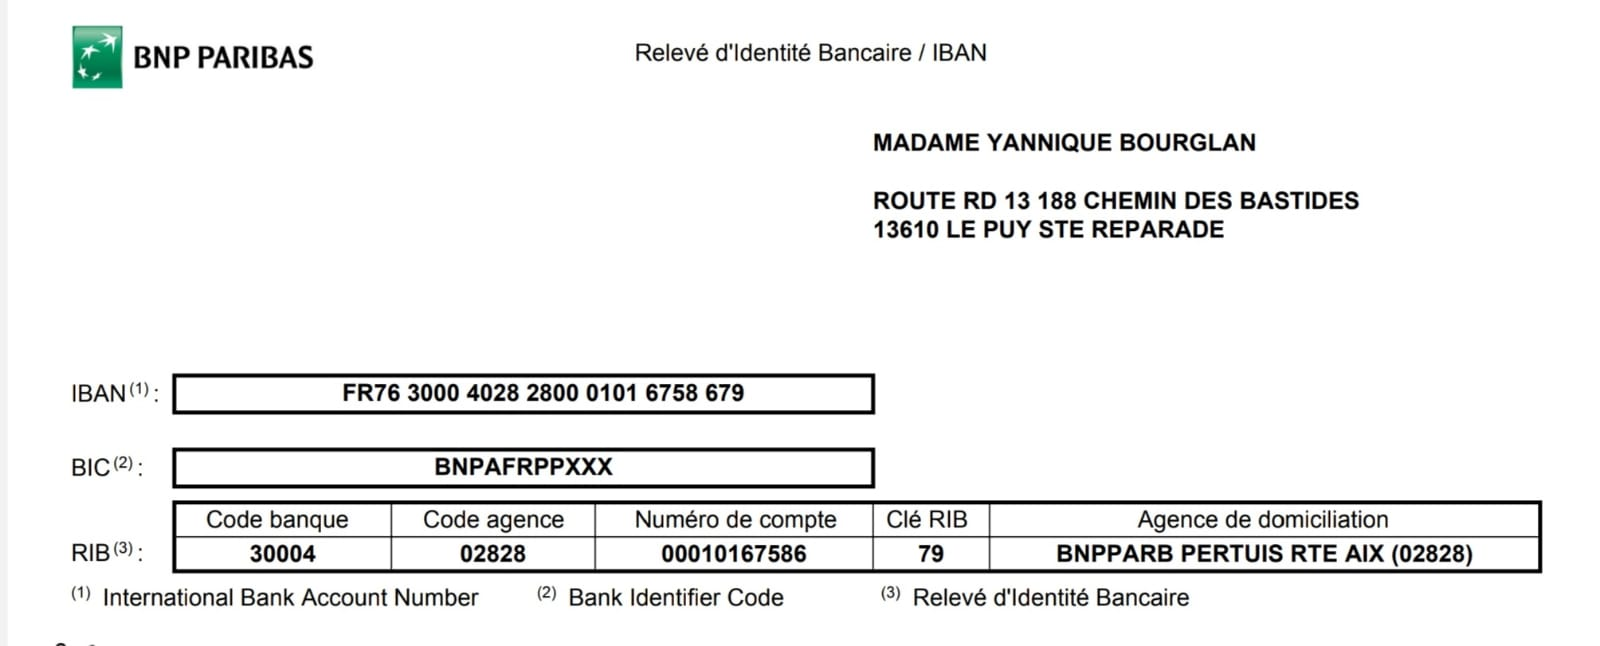 BNP PARIBAS
Relevé d'Identité Bancaire / IBAN
MADAME YANNIQUE BOURGLAN
ROUTE RD 13 188 CHEMIN DES BASTIDES
13610 LE PUY STE REPARADE
IBAN (1) : FR76 3000 4028 2800 0101 6758 679
BIC (2) : BNPAFRPPXXX
Code banque Code agence Numéro de compte Clé RIB Agence de domiciliation
RIB (3) : 30004 02828 00010167586 79 BNPPARB PERTUIS RTE AIX (02828)
(1) International Bank Account Number (2) Bank Identifier Code (3) Relevé d'Identité Bancaire